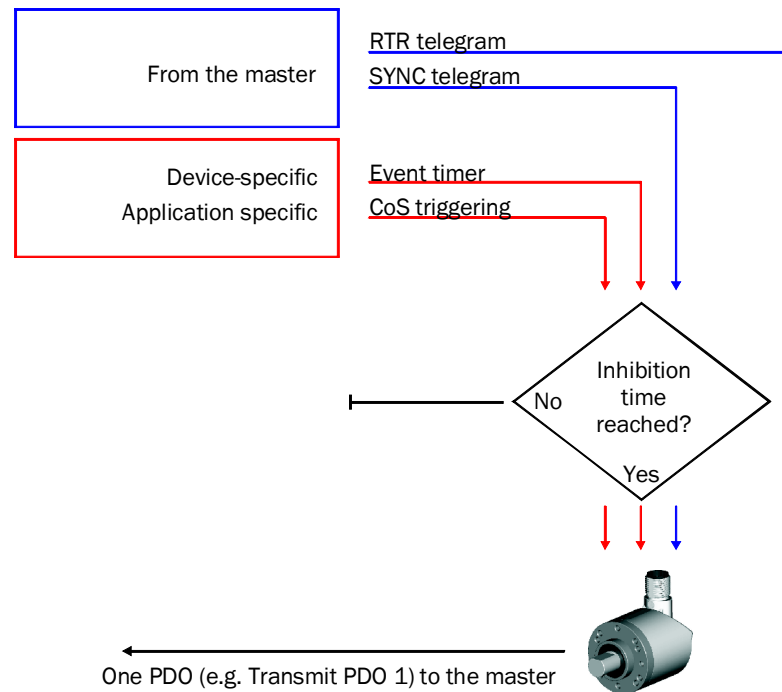 RTR telegram
From the master
SYNC telegram
Device-specific
Event timer
Application specific
CoS triggering
Inhibition
time
reached?
No
Yes
One PDO (e.g. Transmit PDO 1) to the master